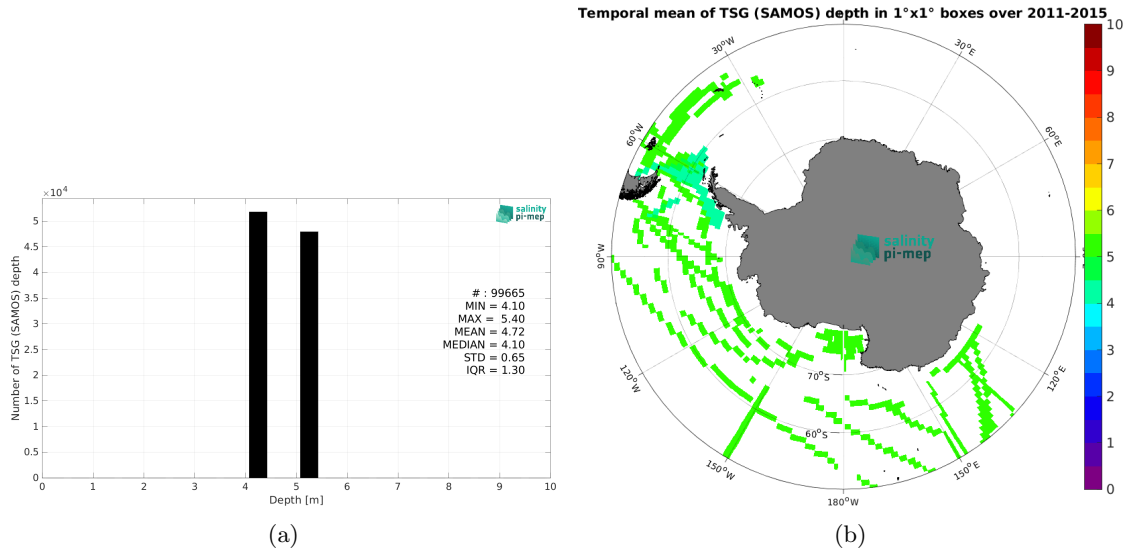 ×10⁴
5
4.5
4
3.5
3
2.5
2
1.5
1
0.5
0
Number of TSG (SAMOS) depth
salinity
pi-mep
# : 99665
MIN = 4.10
MAX = 5.40
MEAN = 4.72
MEDIAN = 4.10
STD = 0.65
IQR = 1.30
0 1 2 3 4 5 6 7 8 9 10
Depth [m]
(a)
Temporal mean of TSG (SAMOS) depth in 1°x1° boxes over 2011-2015
30°W
30°E
60°W
60°E
90°W
120°W
120°E
150°W
150°E
180°W
70°S
60°S
salinity
pi-mep
10
9
8
7
6
5
4
3
2
1
0
(b)